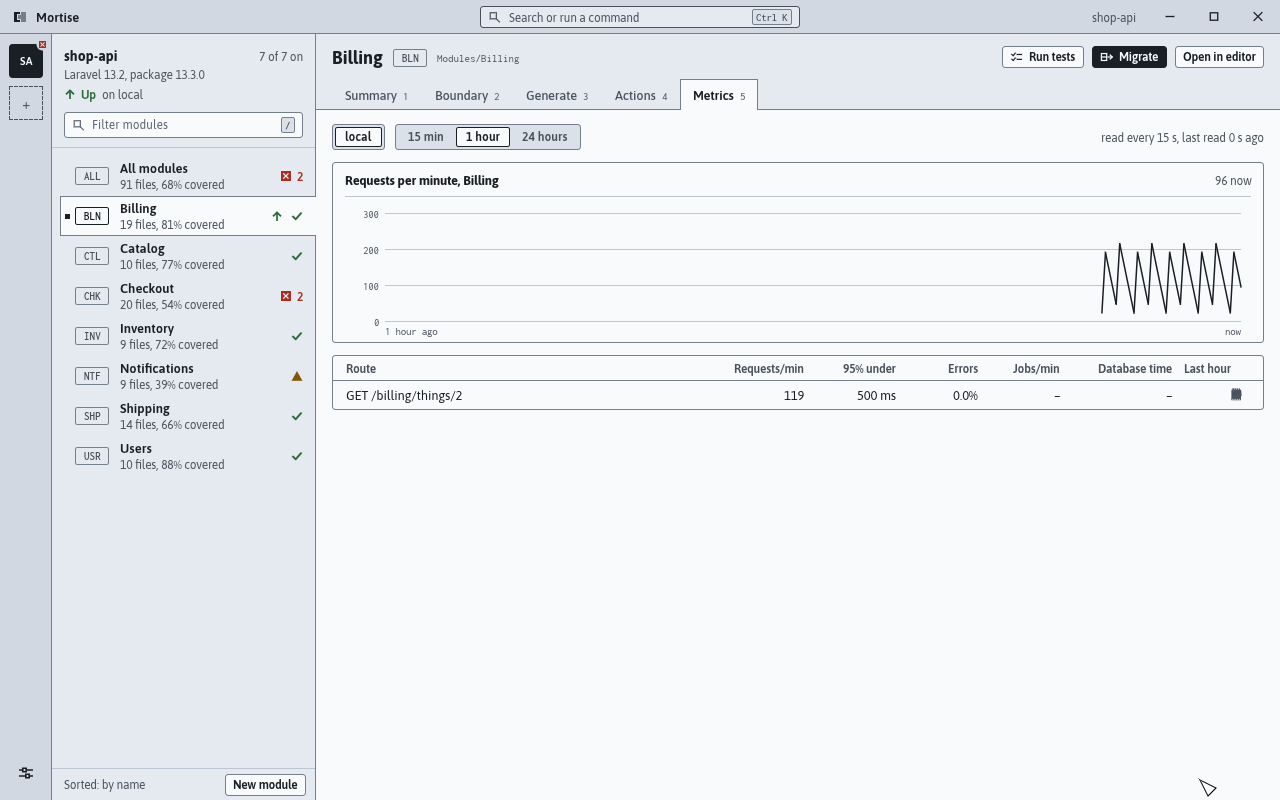 Mortise
Search or run a command
Ctrl K
shop-api
SA
+
shop-api
7 of 7 on
Laravel 13.2, package 13.3.0
Up on local
Filter modules
/
ALL
All modules
91 files, 68% covered
2
BLN
Billing
19 files, 81% covered
CTL
Catalog
10 files, 77% covered
CHK
Checkout
20 files, 54% covered
2
INV
Inventory
9 files, 72% covered
NTF
Notifications
9 files, 39% covered
SHP
Shipping
14 files, 66% covered
USR
Users
10 files, 88% covered
Sorted: by name
New module
Billing
BLN
Modules/Billing
Run tests
Migrate
Open in editor
Summary 1
Boundary 2
Generate 3
Actions 4
Metrics 5
local
15 min
1 hour
24 hours
read every 15 s, last read 0 s ago
Requests per minute, Billing
96 now
300
200
100
0
1 hour ago
now
Route Requests/min 95% under Errors Jobs/min Database time Last hour
GET /billing/things/2 119 500 ms 0.0% – –